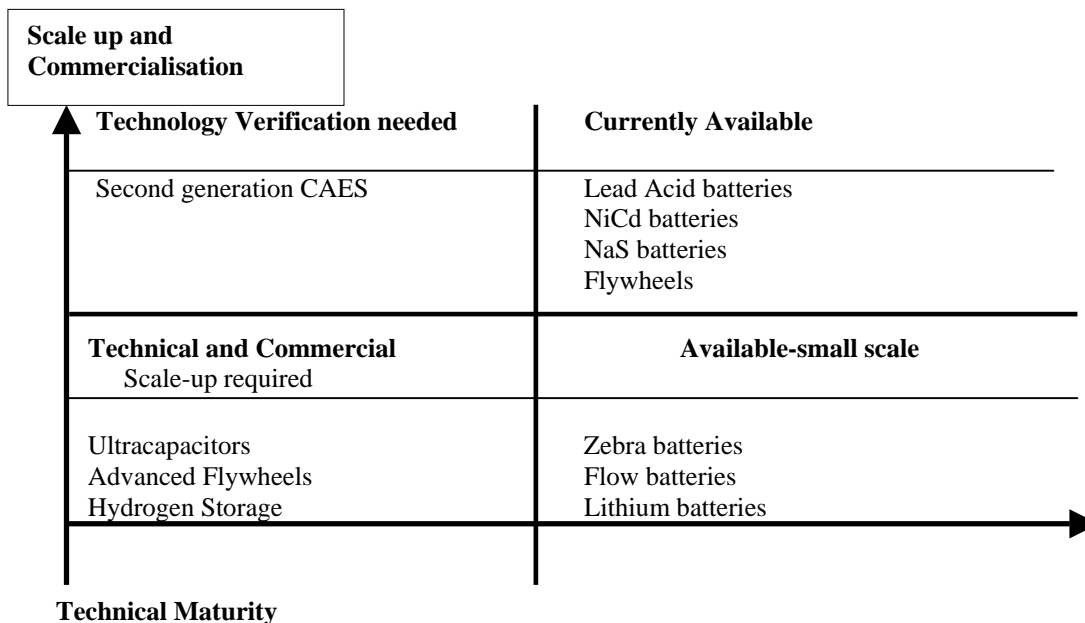 Scale up and
Commercialisation
Technology Verification needed
Currently Available
Second generation CAES
Lead Acid batteries
NiCd batteries
NaS batteries
Flywheels
Technical and Commercial
Scale-up required
Available-small scale
Ultracapacitors
Advanced Flywheels
Hydrogen Storage
Zebra batteries
Flow batteries
Lithium batteries
Technical Maturity